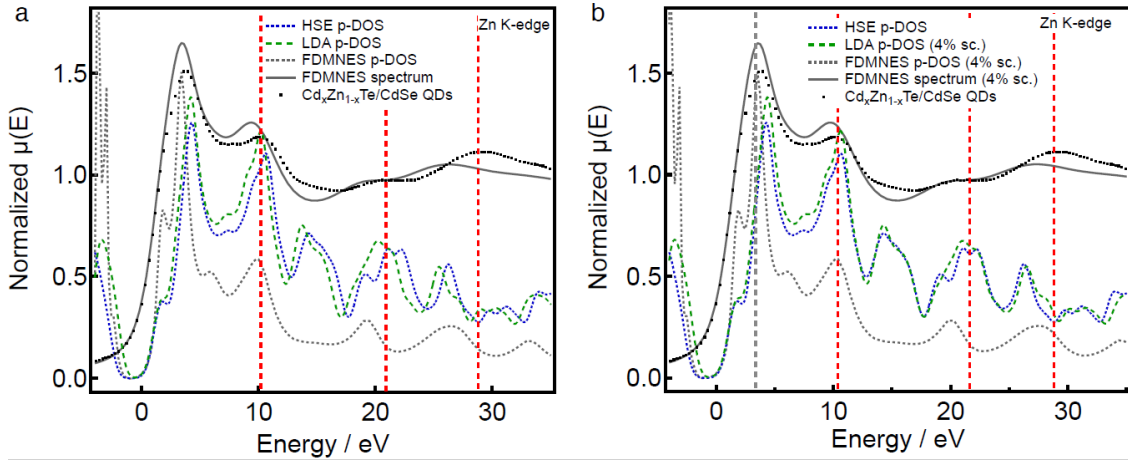 a
Normalized μ(E)
1.5
1.0
0.5
0.0
HSE p-DOS
LDA p-DOS
FDMNES p-DOS
FDMNES spectrum
CdₓZn₁₋ₓTe/CdSe QDs
Zn K-edge
0 10 20 30
Energy / eV
b
Normalized μ(E)
1.5
1.0
0.5
0.0
HSE p-DOS
LDA p-DOS (4% sc.)
FDMNES p-DOS (4% sc.)
FDMNES spectrum (4% sc.)
CdₓZn₁₋ₓTe/CdSe QDs
Zn K-edge
0 10 20 30
Energy / eV